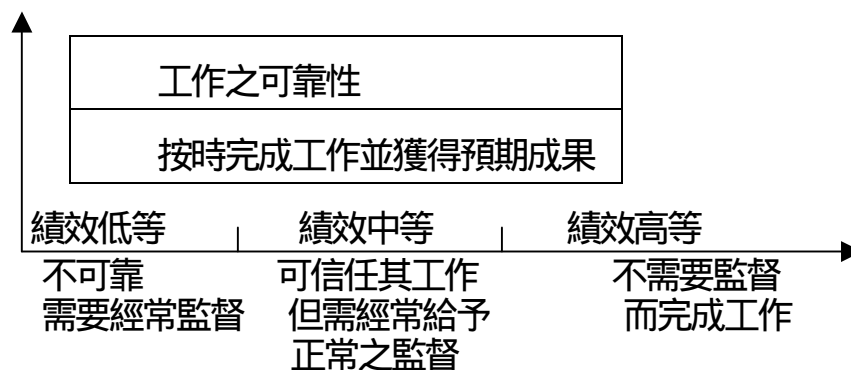 工作之可靠性
按時完成工作並獲得預期成果
績效低等 績效中等 績效高等
不可靠 可信任其工作 不需要監督
需要經常監督 但需經常給予 而完成工作
正常之監督